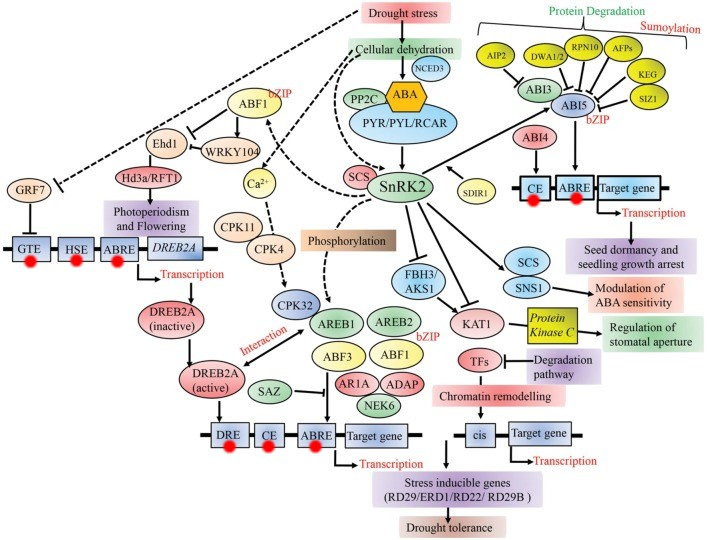 Drought stress
Protein Degradation
Sumoylation
Cellular dehydration
NCED3
AIP2
DWA1/2
RPN10
AFPs
KEG
SIZ1
ABI3
ABI5
bZIP
ABI4
PP2C
ABA
PYR/PYL/RCAR
bZIP
ABF1
Ehd1
WRKY104
Hd3a/RFT1
GRF7
Photoperiodism
and Flowering
Ca²⁺
SCS
SnRK2
SDIR1
CE
ABRE
Target gene
Transcription
Seed dormancy and
seedling growth arrest
GTE
HSE
ABRE
DREB2A
Transcription
CPK11
CPK4
CPK32
Phosphorylation
FBH3/
AKS1
SCS
SNS1
Modulation of
ABA sensitivity
KAT1
Protein
Kinase C
Regulation of
stomatal aperture
DREB2A
(inactive)
Interaction
DREB2A
(active)
AREB1
AREB2
bZIP
ABF3
ABF1
AR1A
ADAP
NEK6
SAZ
TFs
Degradation
pathway
Chromatin remodelling
DRE
CE
ABRE
Target gene
Transcription
cis
Target gene
Transcription
Stress inducible genes
(RD29/ERD1/RD22/ RD29B )
Drought tolerance